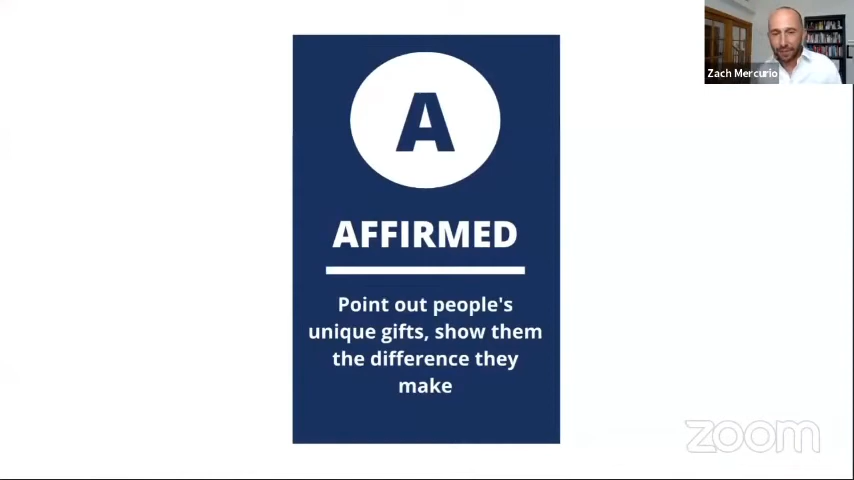 Zach Mercurio
A
AFFIRMED
Point out people's
unique gifts, show them
the difference they
make
zoom